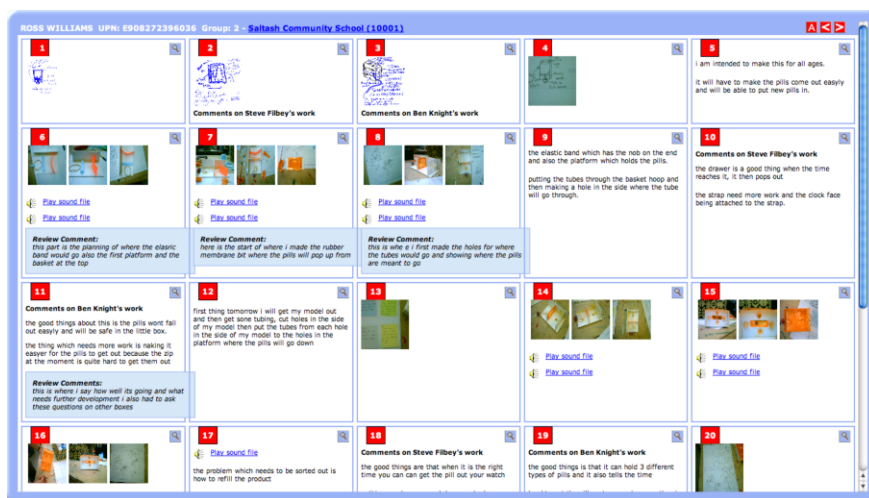 ROSS WILLIAMS UPN: E908272396036 Group: 2 - Saltash Community School (10001)
A < >
1
2
Comments on Steve Filbey's work
3
Comments on Ben Knight's work
4
5
i am intended to make this for all ages.
it will have to make the pills come out easyly
and will be able to put new pills in.
6
Play sound file
Play sound file
Review Comment:
this part is the planning of where the elasric
band would go also the first platform and the
basket at the top
7
Play sound file
Play sound file
Review Comment:
here is the start of where i made the rubber
membrane bit where the pills will pop up from
8
Play sound file
Play sound file
Review Comment:
this is whe e i first made the holes for where
the tubes would go and showing where the pills
are meant to go
9
the elastic band which has the nob on the end
and also the platform which holds the pills.
putting the tubes through the basket hoop and
then making a hole in the side where the tube
will go through.
10
Comments on Steve Filbey's work
the drawer is a good thing when the time
reaches it, it then pops out
the strap need more work and the clock face
being attached to the strap.
11
Comments on Ben Knight's work
the good things about this is the pills wont fall
out easyly and will be safe in the little box.
the thing which needs more work is naking it
easyer for the pills to get out because the zip
at the moment is quite hard to get them out
Review Comments:
this is where i say how well its going and what
needs further development i also had to ask
these questions on other boxes
12
first thing tomorrow i will get my model out
and then get sone tubing, cut holes in the side
of my model then put the tubes from each hole
in the side of my model to the holes in the
platform where the pills will go down
13
14
Play sound file
Play sound file
15
Play sound file
Play sound file
16
17
Play sound file
the problem which needs to be sorted out is
how to refill the product
18
Comments on Steve Filbey's work
the good things are that when it is the right
time you can can get the pill out your watch
19
Comments on Ben Knight's work
the good things is that it can hold 3 different
types of pills and it also tells the time
20